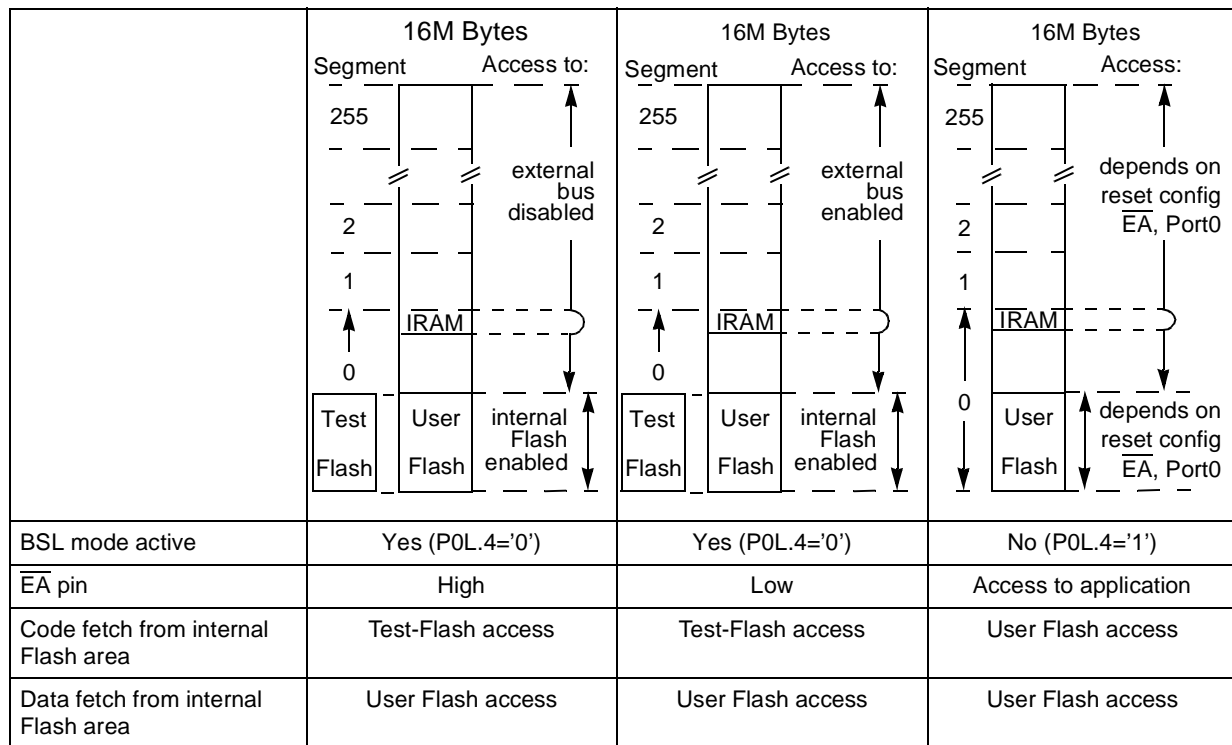 16M Bytes
Segment Access to:
255
external
bus
disabled
2
1
IRAM
0
Test User internal
Flash
Flash Flash enabled
16M Bytes
Segment Access to:
255
external
bus
enabled
2
1
IRAM
0
Test User internal
Flash
Flash Flash enabled
16M Bytes
Segment Access:
255
depends on
reset config
EA, Port0
2
1
IRAM
0
User depends on
reset config
Flash EA, Port0
BSL mode active Yes (P0L.4=’0’) Yes (P0L.4=’0’) No (P0L.4=’1’)
EA pin High Low Access to application
Code fetch from internal Test-Flash access Test-Flash access User Flash access
Flash area
Data fetch from internal User Flash access User Flash access User Flash access
Flash area